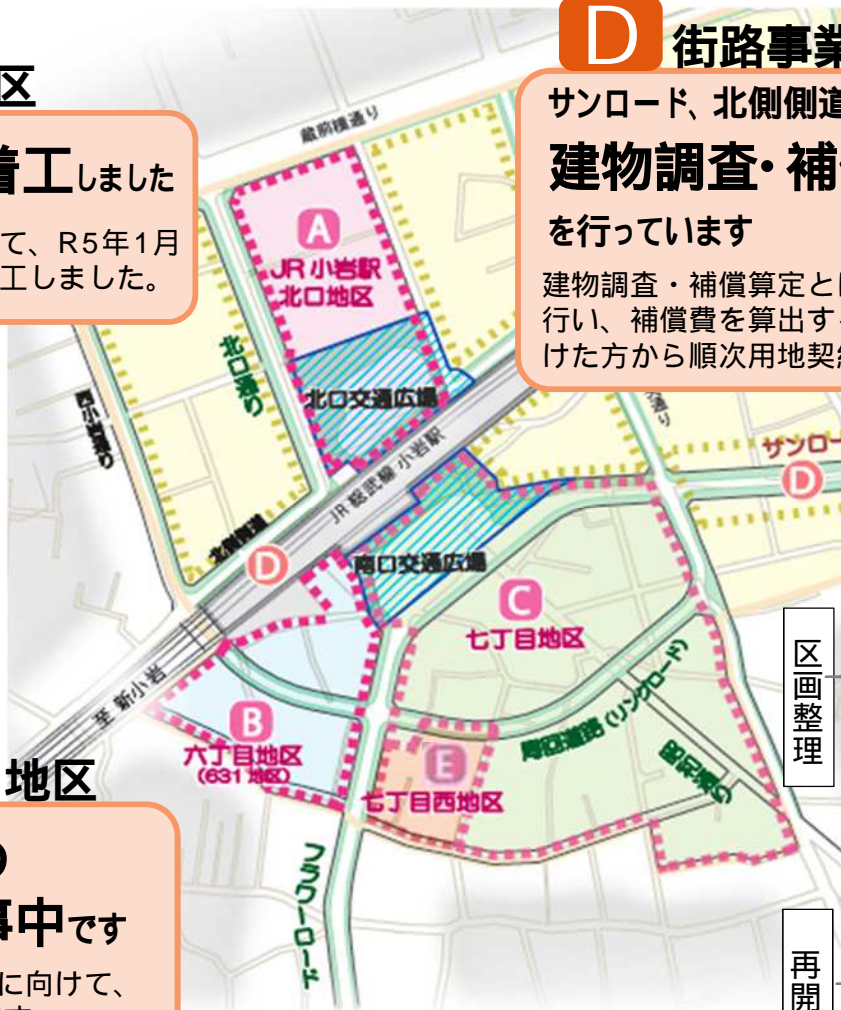 区
着工しました
て、R5年1月
工しました。
D 街路事業
サンロード、北側側道
建物調査・補
を行っています
建物調査・補償算定と
行い、補償費を算出す
けた方から順次用地契
蔵前橋通り
A
JR小岩駅
北口地区
北口通り
西小岩通り
北口交通広場
JR 総武線 小岩駅
北側側道
D
南口交通広場
サンロー
D
C
七丁目地区
至 新小岩
B
六丁目地区
(631地区)
E
七丁目西地区
周回道路（リングロード）
昭和通り
フラワーロード
区画整理
再開
地区
事中です
に向けて、